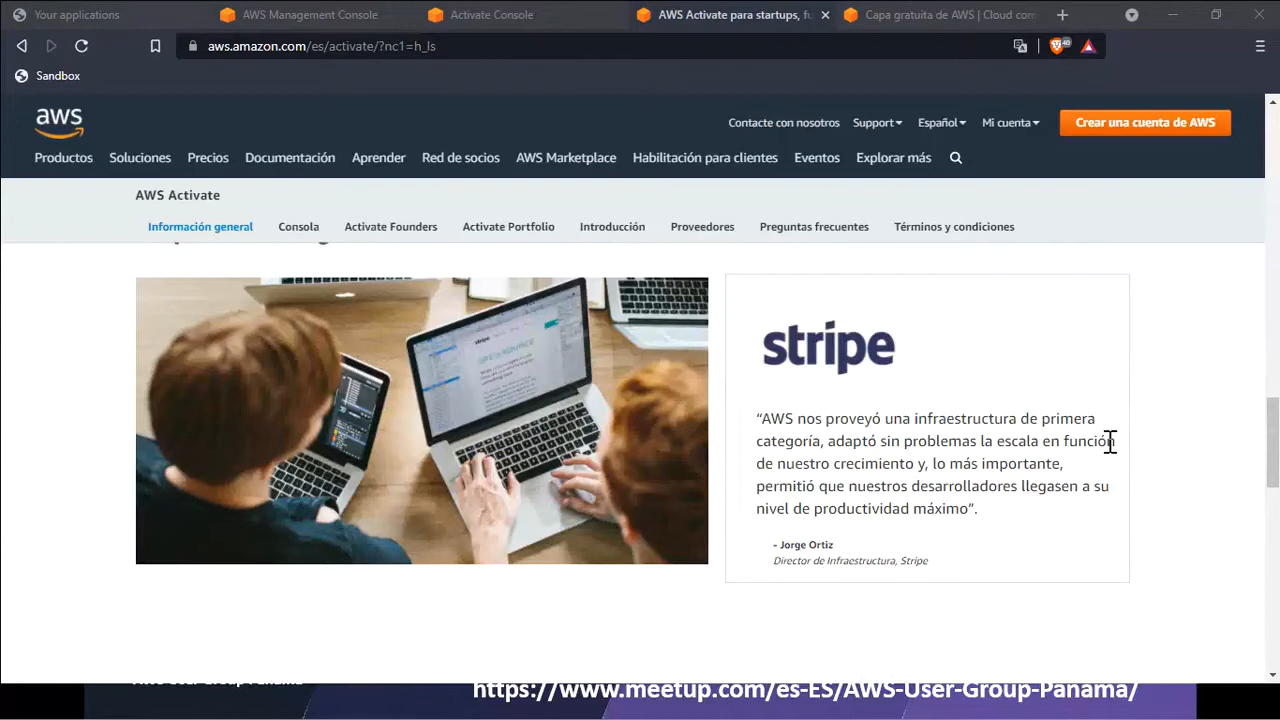 Your applications
AWS Management Console
Activate Console
AWS Activate para startups, fu
Capa gratuita de AWS | Cloud com
aws.amazon.com/es/activate/?nc1=h_ls
Sandbox
aws
Contacte con nosotros
Support
Español
Mi cuenta
Crear una cuenta de AWS
Productos
Soluciones
Precios
Documentación
Aprender
Red de socios
AWS Marketplace
Habilitación para clientes
Eventos
Explorar más
AWS Activate
Información general
Consola
Activate Founders
Activate Portfolio
Introducción
Proveedores
Preguntas frecuentes
Términos y condiciones
stripe
stripe
“AWS nos proveyó una infraestructura de primera
categoría, adaptó sin problemas la escala en función
de nuestro crecimiento y, lo más importante,
permitió que nuestros desarrolladores llegasen a su
nivel de productividad máximo”.
- Jorge Ortiz
Director de Infraestructura, Stripe
AWS User Group Panamá
https://www.meetup.com/es-ES/AWS-User-Group-Panama/